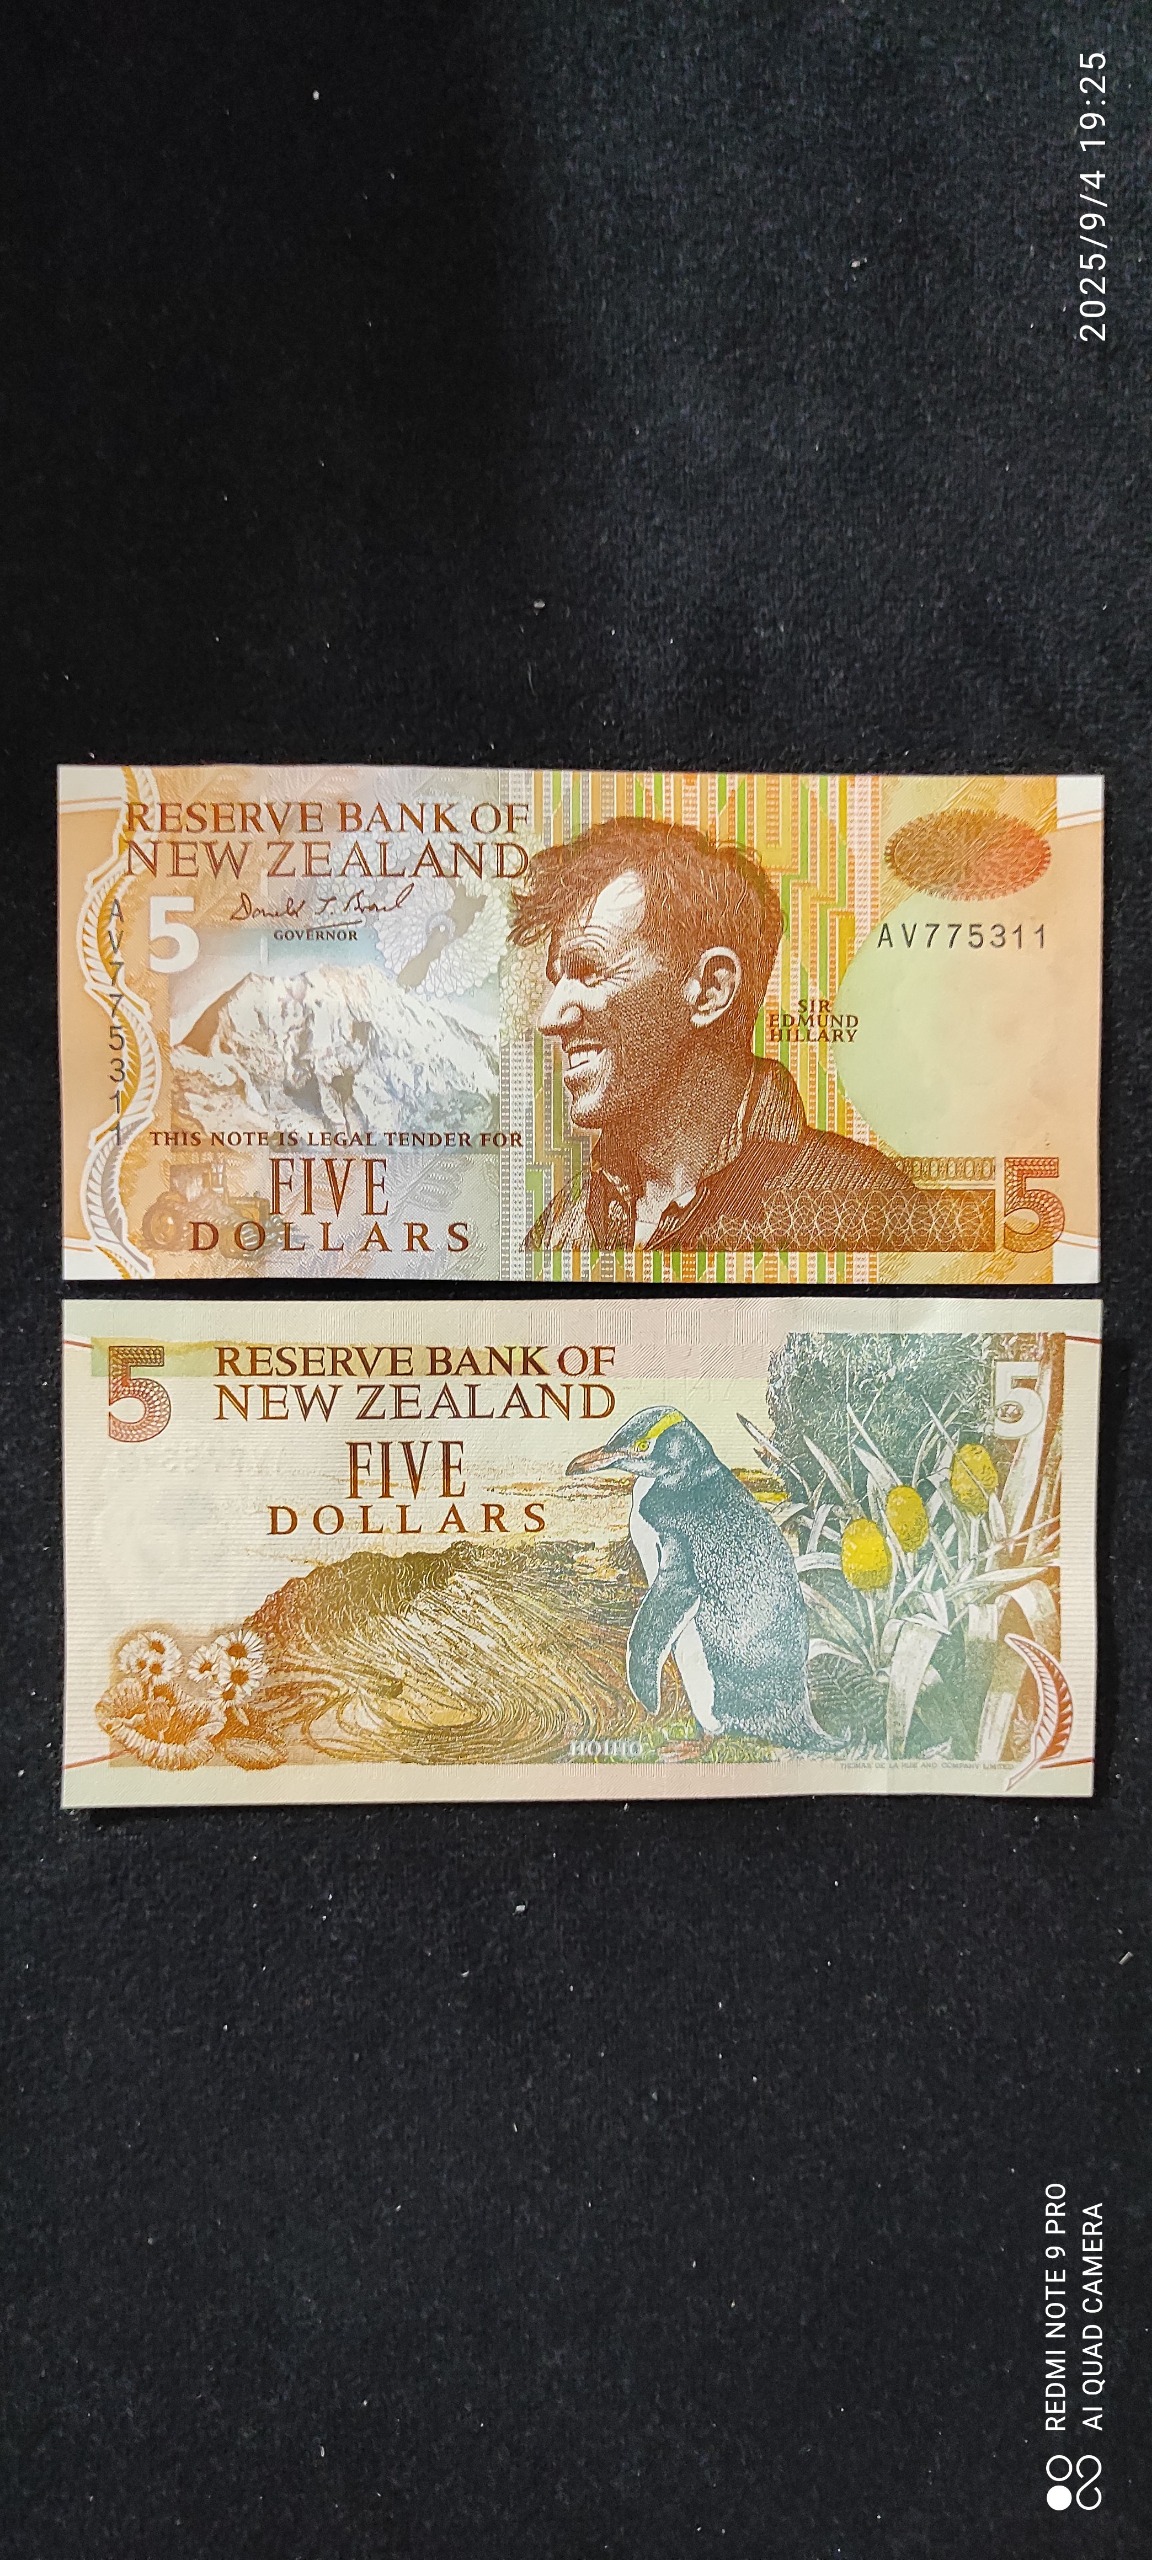 2025/9/4 19:25
RESERVE BANK OF
NEW ZEALAND
5
GOVERNOR
AV775311
AV775311
SIR
EDMUND
HILLARY
THIS NOTE IS LEGAL TENDER FOR
FIVE
DOLLARS
5
5
RESERVE BANK OF
NEW ZEALAND
5
FIVE
DOLLARS
HOIHO
THOMAS DE LA RUE AND COMPANY LIMITED
REDMI NOTE 9 PRO
AI QUAD CAMERA